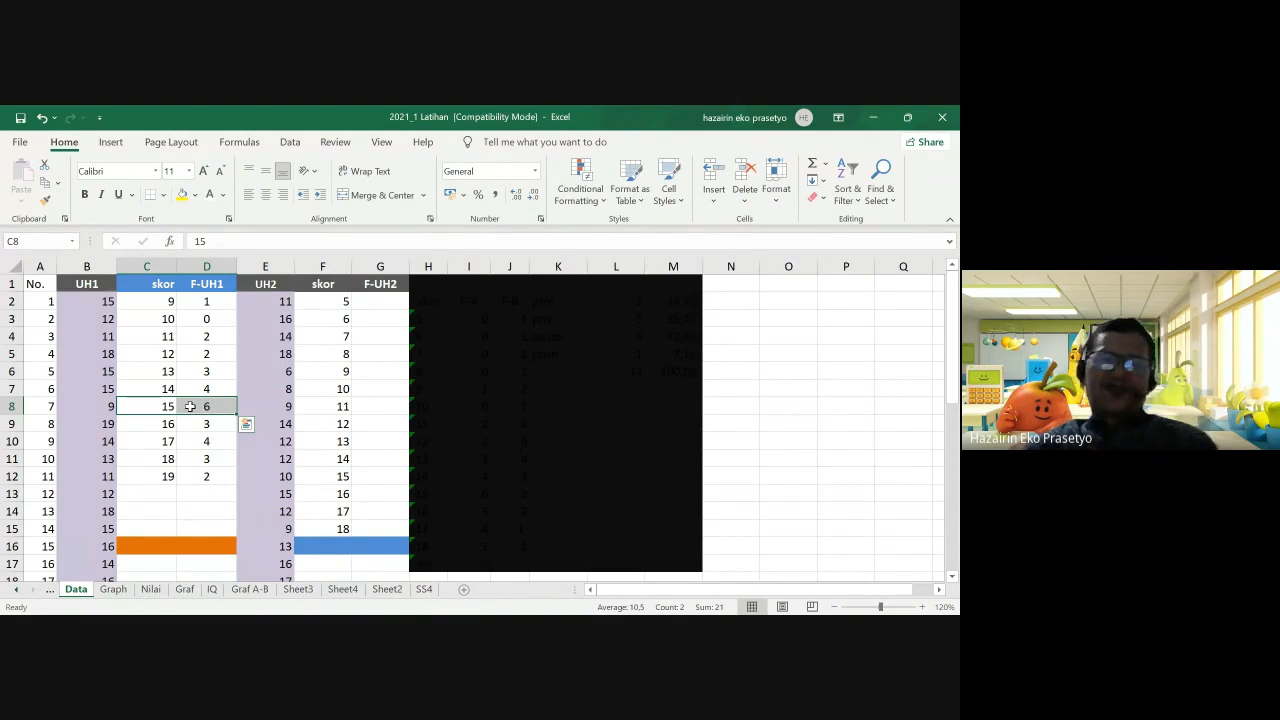 2021_1 Latihan [Compatibility Mode] - Excel
hazairin eko prasetyo HE
File Home Insert Page Layout Formulas Data Review View Help Tell me what you want to do Share
Paste Calibri 11 Wrap Text General Conditional Format as Cell Insert Delete Format Sort & Find &
B I U Merge & Center % Formatting Table Styles Filter Select
Clipboard Font Alignment Number Styles Cells Editing
C8 fx 15
A B C D E F G H I J K L M N O P Q
1 No. UH1 skor F-UH1 UH2 skor F-UH2
2 1 15 9 1 11 5
3 2 12 10 0 16 6
4 3 11 11 2 14 7
5 4 18 12 2 18 8
6 5 15 13 3 6 9
7 6 15 14 4 8 10
8 7 9 15 6 9 11
9 8 19 16 3 14 12
10 9 14 17 4 12 13
11 10 13 18 3 12 14
12 11 11 19 2 10 15
13 12 12 15 16
14 13 18 12 17
15 14 15 9 18
16 15 16 13
17 16 14 16
18 17 16 17
... Data Graph Nilai Graf IQ Graf A-B Sheet3 Sheet4 Sheet2 SS4
Ready Average: 10,5 Count: 2 Sum: 21 120%
Hazairin Eko Prasetyo